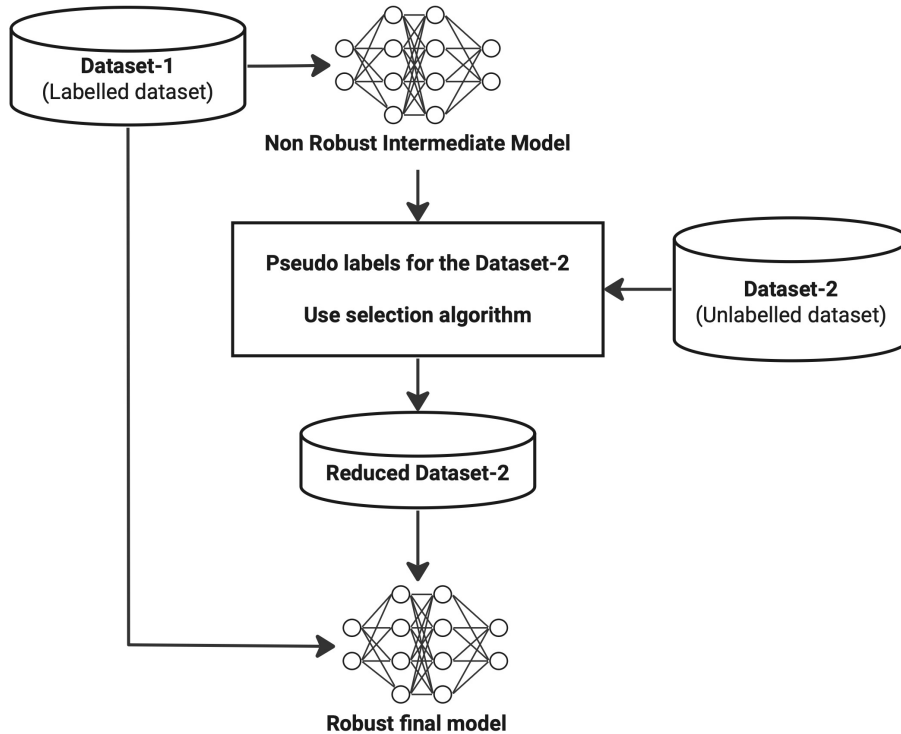 Dataset-1
(Labelled dataset)
Non Robust Intermediate Model
Pseudo labels for the Dataset-2
Use selection algorithm
Dataset-2
(Unlabelled dataset)
Reduced Dataset-2
Robust final model